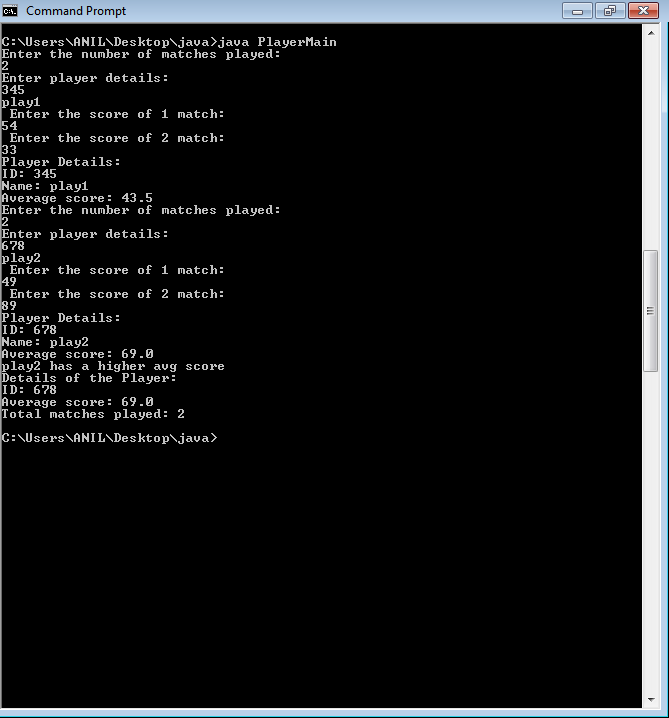 Command Prompt
C:\Users\ANIL\Desktop\java>java PlayerMain
Enter the number of matches played:
2
Enter player details:
345
play1
 Enter the score of 1 match:
54
 Enter the score of 2 match:
33
Player Details:
ID: 345
Name: play1
Average score: 43.5
Enter the number of matches played:
2
Enter player details:
678
play2
 Enter the score of 1 match:
49
 Enter the score of 2 match:
89
Player Details:
ID: 678
Name: play2
Average score: 69.0
play2 has a higher avg score
Details of the Player:
ID: 678
Average score: 69.0
Total matches played: 2
C:\Users\ANIL\Desktop\java>